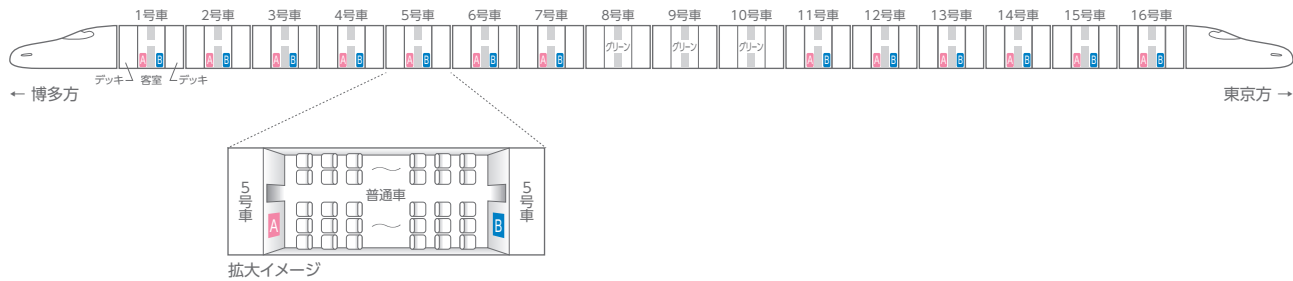 1号車 2号車 3号車 4号車 5号車 6号車 7号車 8号車 9号車 10号車 11号車 12号車 13号車 14号車 15号車 16号車
グリーン グリーン グリーン
A B A B A B A B A B A B A B A B A B A B A B A B A B
デッキ 客室 デッキ
← 博多方
東京方 →
5号車
普通車
5号車
A
B
拡大イメージ